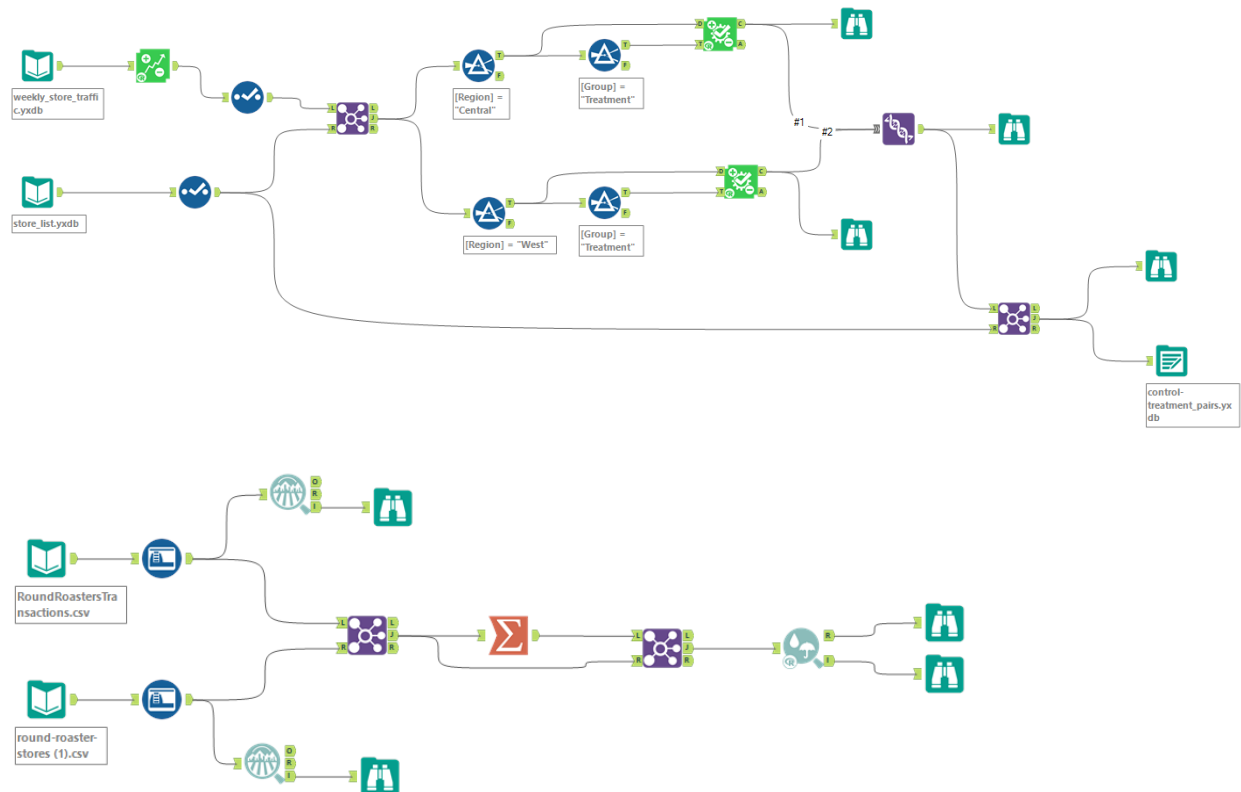 D
C
T
A
weekly_store_traffi
c.yxdb
L
L
J
R
R
T
F
[Region] =
"Central"
T
F
[Group] =
"Treatment"
#1
#2
store_list.yxdb
T
F
[Region] = "West"
T
F
[Group] =
"Treatment"
D
C
T
A
L
L
J
R
R
control-
treatment_pairs.yx
db
O
R
I
RoundRoastersTra
nsactions.csv
L
L
J
R
R
Σ
L
L
J
R
R
R
I
R
round-roaster-
stores (1).csv
O
R
I